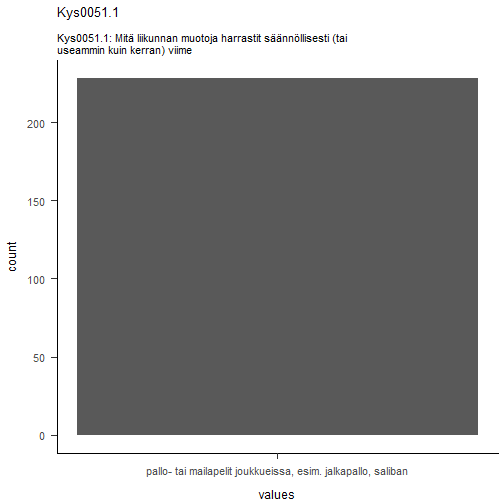 Kys0051.1
Kys0051.1: Mitä liikunnan muotoja harrastit säännöllisesti (tai
useammin kuin kerran) viime
200
150
100
50
0
count
pallo- tai mailapelit joukkueissa, esim. jalkapallo, saliban
values